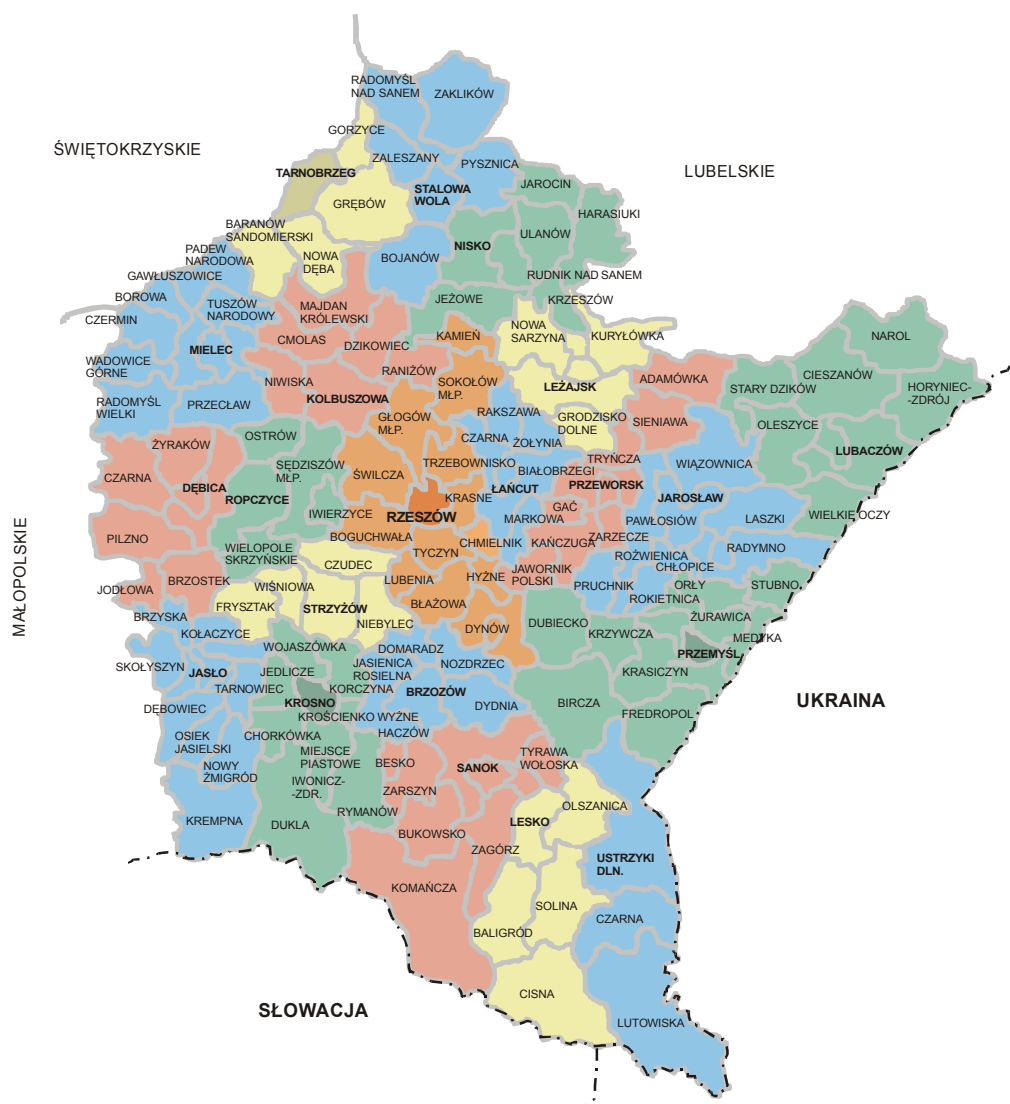 RADOMYŚL
NAD SANEM
ZAKLIKÓW
GORZYCE
ŚWIĘTOKRZYSKIE
ZALESZANY
PYSZNICA
LUBELSKIE
TARNOBRZEG
STALOWA
WOLA
JAROCIN
GRĘBÓW
HARASIUKI
BARANÓW
SANDOMIERSKI
ULANÓW
NISKO
PADEW
NARODOWA
NOWA
DĘBA
BOJANÓW
GAWŁUSZOWICE
RUDNIK NAD SANEM
BOROWA
TUSZÓW
NARODOWY
MAJDAN
KRÓLEWSKI
JEŻOWE
KRZESZÓW
CZERMIN
NOWA
SARZYNA
KURYŁÓWKA
NAROL
CMOLAS
DZIKOWIEC
KAMIEŃ
MIELEC
WADOWICE
GÓRNE
RANIŻÓW
CIESZANÓW
NIWISKA
SOKOŁÓW
MŁP.
LEŻAJSK
ADAMÓWKA
STARY DZIKÓW
HORYNIEC-
-ZDRÓJ
RADOMYŚL
WIELKI
PRZECŁAW
KOLBUSZOWA
RAKSZAWA
GŁOGÓW
MŁP.
GRODZISKO
DOLNE
SIENIAWA
OLESZYCE
OSTRÓW
CZARNA
ŻOŁYNIA
ŻYRAKÓW
LUBACZÓW
SĘDZISZÓW
MŁP.
TRZEBOWNISKO
TRYŃCZA
WIĄZOWNICA
CZARNA
ŚWILCZA
BIAŁOBRZEGI
DĘBICA
ROPCZYCE
ŁAŃCUT
PRZEWORSK
JAROSŁAW
KRASNE
GAĆ
IWIERZYCE
RZESZÓW
MARKOWA
PAWŁOSIÓW
LASZKI
WIELKIE OCZY
MAŁOPOLSKIE
PILZNO
BOGUCHWAŁA
CHMIELNIK
KAŃCZUGA
ZARZECZE
WIELOPOLE
SKRZYŃSKIE
TYCZYN
ROŹWIENICA
RADYMNO
CZUDEC
CHŁOPICE
JODŁOWA
BRZOSTEK
WIŚNIOWA
LUBENIA
HYŻNE
JAWORNIK
POLSKI
PRUCHNIK
ORŁY
STUBNO
FRYSZTAK
STRZYŻÓW
BŁAŻOWA
ROKIETNICA
BRZYSKA
NIEBYLEC
DYNÓW
DUBIECKO
ŻURAWICA
KOŁACZYCE
KRZYWCZA
MEDYKA
WOJASZÓWKA
DOMARADZ
PRZEMYŚL
SKOŁYSZYN
JASŁO
JEDLICZE
JASIENICA
ROSIELNA
NOZDRZEC
KRASICZYN
TARNOWIEC
KORCZYNA
BRZOZÓW
KROSNO
DYDNIA
BIRCZA
UKRAINA
DĘBOWIEC
KROŚCIENKO WYŻNE
FREDROPOL
HACZÓW
OSIEK
JASIELSKI
CHORKÓWKA
MIEJSCE
PIASTOWE
BESKO
SANOK
TYRAWA
WOŁOSKA
NOWY
ŻMIGRÓD
IWONICZ-
-ZDR.
ZARSZYN
OLSZANICA
KREMPNA
DUKLA
RYMANÓW
BUKOWSKO
LESKO
ZAGÓRZ
USTRZYKI
DLN.
KOMAŃCZA
SOLINA
CZARNA
BALIGRÓD
CISNA
SŁOWACJA
LUTOWISKA